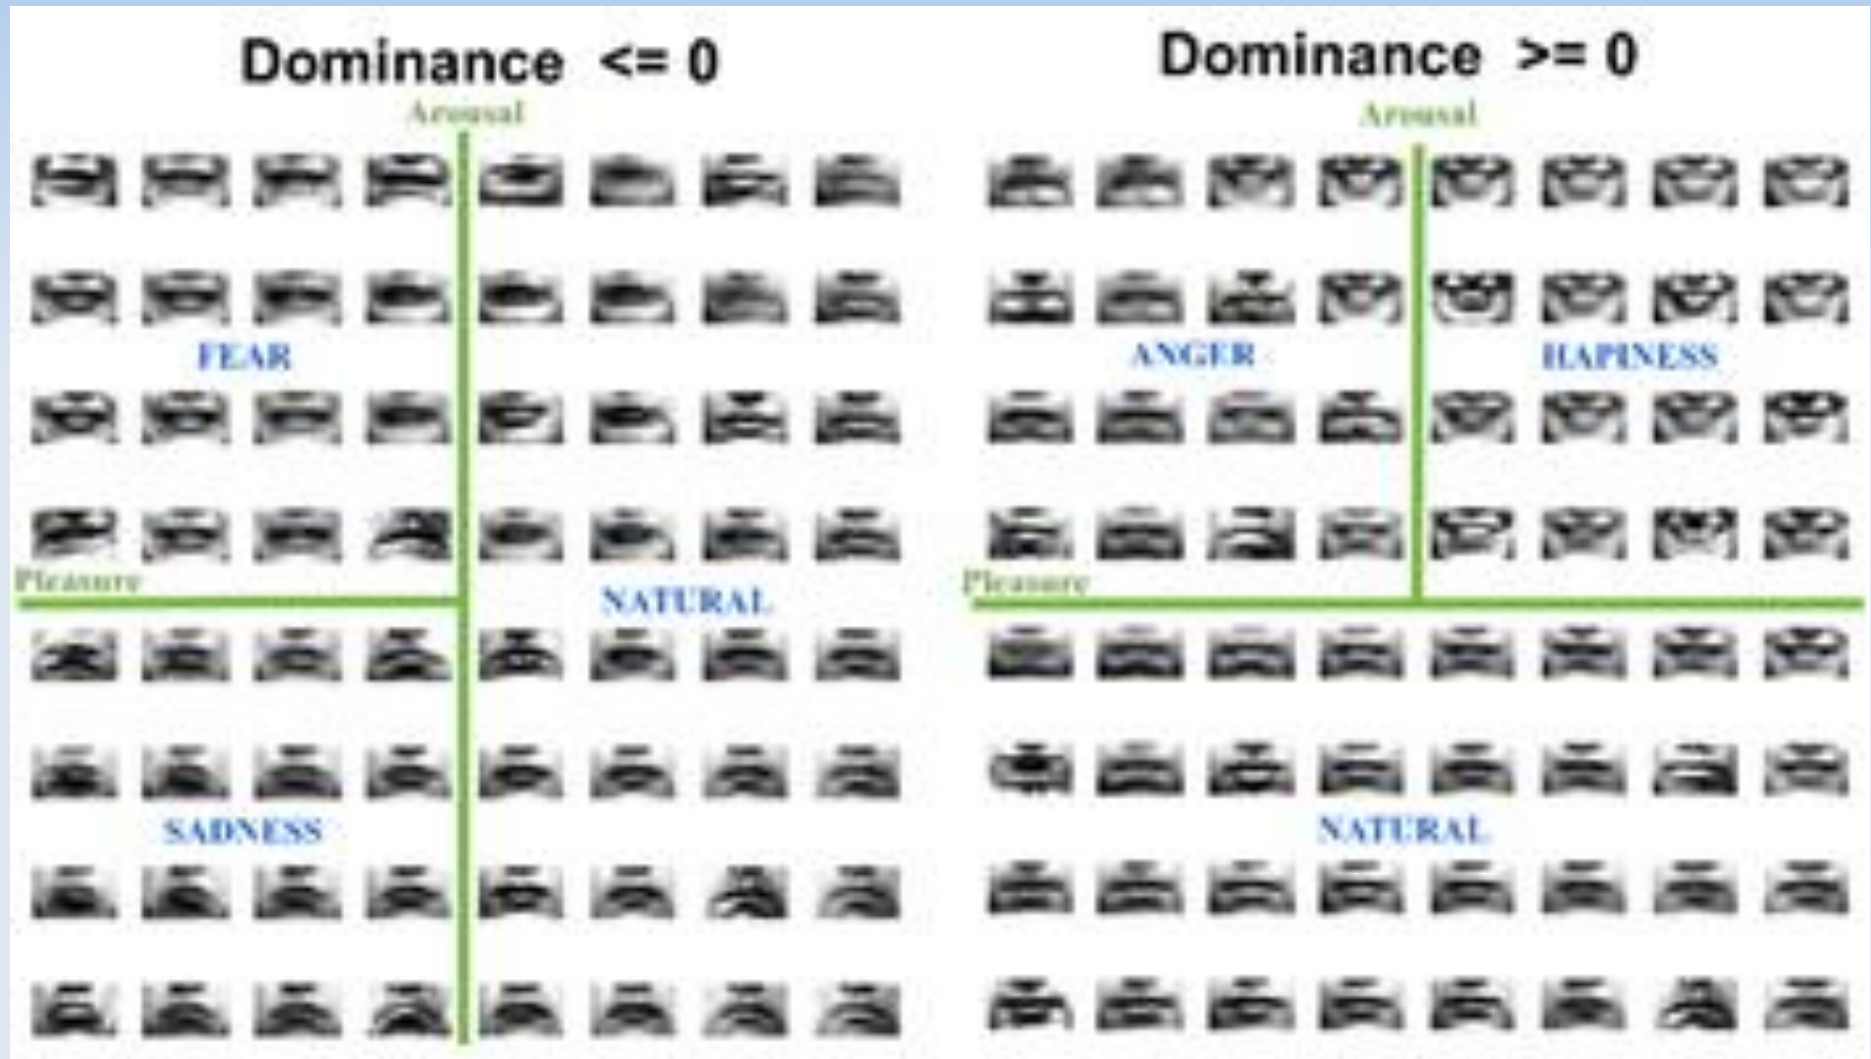 Dominance <= 0
Arousal
FEAR
Pleasure
NATURAL
SADNESS
Dominance >= 0
Arousal
ANGER
HAPINESS
Pleasure
NATURAL